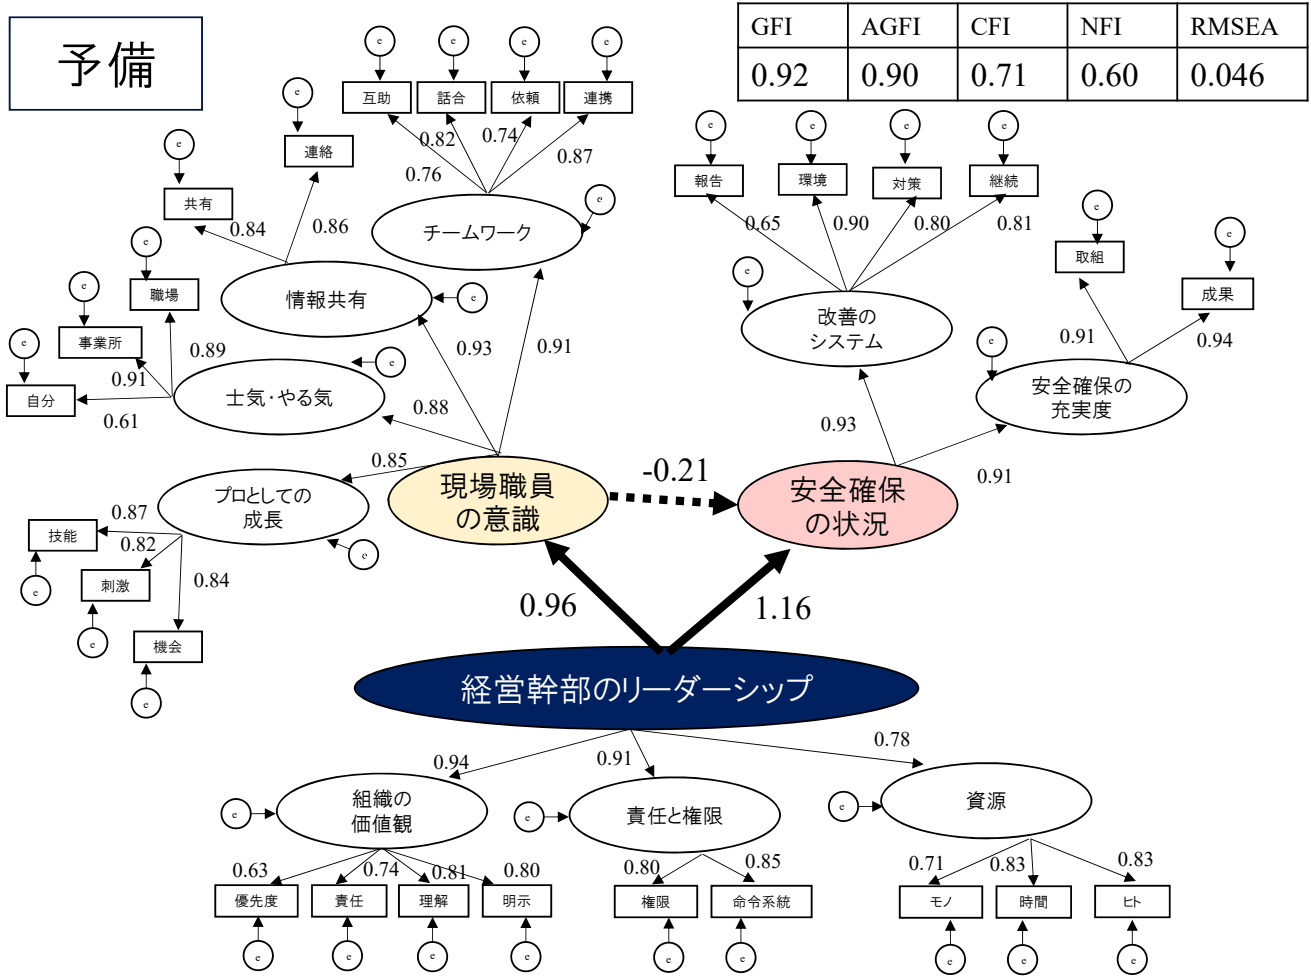 予備
GFI AGFI CFI NFI RMSEA
0.92 0.90 0.71 0.60 0.046
e e e e
互助 話合 依頼 連携
0.82 0.74 0.87
0.76
e
連絡
e
共有
0.84 0.86
チームワーク
e
e
職場
情報共有
e
e
事業所
0.89
0.93 0.91
e
自分
0.91
0.61
士気・やる気
e
0.88
e e e e
報告 環境 対策 継続
0.65 0.90 0.80 0.81
e
改善の
システム
e
取組
e
成果
0.91 0.94
e
安全確保の
充実度
0.93
0.91
0.85
プロとしての
成長
e
0.87
技能
e
0.82
刺激
e
0.84
機会
e
現場職員
の意識
-0.21
安全確保
の状況
0.96 1.16
経営幹部のリーダーシップ
0.94 0.91 0.78
e
組織の
価値観
e
責任と権限
e
資源
0.63 0.74 0.81 0.80
優先度 責任 理解 明示
e e e e
0.80 0.85
権限 命令系統
e e
0.71 0.83 0.83
モノ 時間 ヒト
e e e